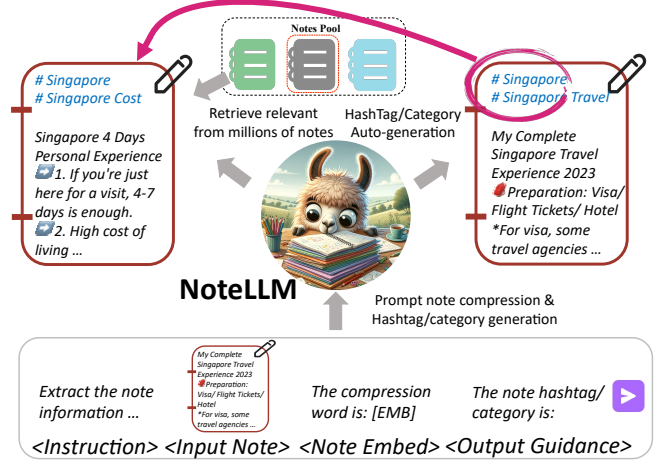 Notes Pool
# Singapore
# Singapore Cost
Singapore 4 Days
Personal Experience
➡1. If you're just
here for a visit, 4-7
days is enough.
➡2. High cost of
living ...
Retrieve relevant
from millions of notes
HashTag/Category
Auto-generation
# Singapore
# Singapore Travel
My Complete
Singapore Travel
Experience 2023
Preparation: Visa/
Flight Tickets/ Hotel
*For visa, some
travel agencies ...
NoteLLM
Prompt note compression &
Hashtag/category generation
Extract the note
information ...
My Complete
Singapore Travel
Experience 2023
Preparation:
Visa/ Flight Tickets/
Hotel
*For visa, some
travel agencies ...
The compression
word is: [EMB]
The note hashtag/
category is:
<Instruction> <Input Note> <Note Embed> <Output Guidance>